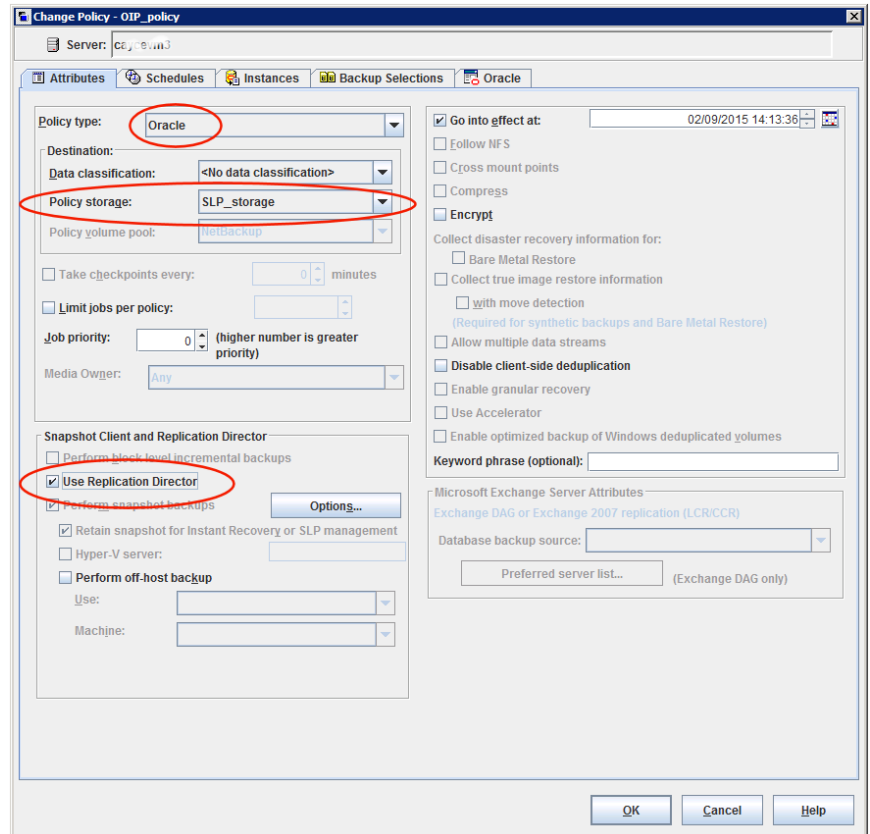 Change Policy - OIP_policy
Server:
Attributes
Schedules
Instances
Backup Selections
Oracle
Policy type: Oracle
Destination:
Data classification: <No data classification>
Policy storage: SLP_storage
Policy volume pool: NetBackup
Take checkpoints every: 0 minutes
Limit jobs per policy:
Job priority: 0 (higher number is greater
priority)
Media Owner: Any
Snapshot Client and Replication Director
Perform block level incremental backups
Use Replication Director
Perform snapshot backups Options...
Retain snapshot for Instant Recovery or SLP management
Hyper-V server:
Perform off-host backup
Use:
Machine:
Go into effect at: 02/09/2015 14:13:36
Follow NFS
Cross mount points
Compress
Encrypt
Collect disaster recovery information for:
Bare Metal Restore
Collect true image restore information
with move detection
(Required for synthetic backups and Bare Metal Restore)
Allow multiple data streams
Disable client-side deduplication
Enable granular recovery
Use Accelerator
Enable optimized backup of Windows deduplicated volumes
Keyword phrase (optional):
Microsoft Exchange Server Attributes
Exchange DAG or Exchange 2007 replication (LCR/CCR)
Database backup source:
Preferred server list... (Exchange DAG only)
OK
Cancel
Help